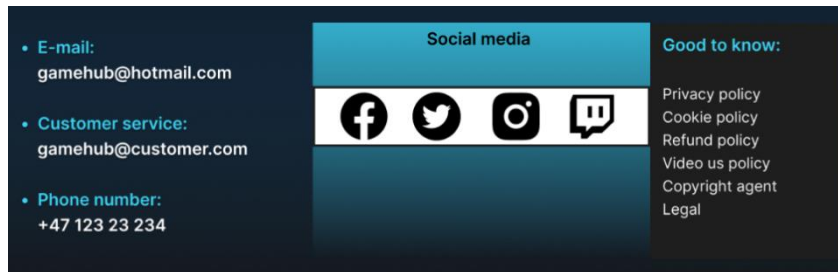 • E-mail:
gamehub@hotmail.com
• Customer service:
gamehub@customer.com
• Phone number:
+47 123 23 234
Social media
Good to know:
Privacy policy
Cookie policy
Refund policy
Video us policy
Copyright agent
Legal